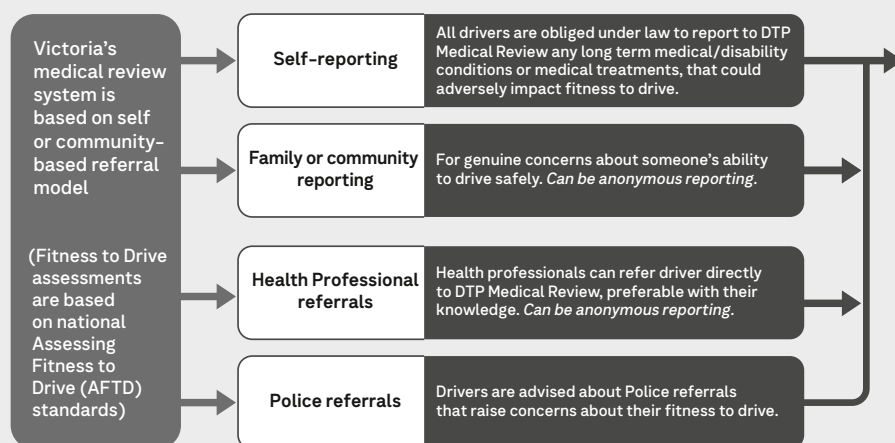 Victoria's
medical review
system is
based on self
or community-
based referral
model
(Fitness to Drive
assessments
are based
on national
Assessing
Fitness to
Drive (AFTD)
standards)
Self-reporting
All drivers are obliged under law to report to DTP
Medical Review any long term medical/disability
conditions or medical treatments, that could
adversely impact fitness to drive.
Family or community
reporting
For genuine concerns about someone's ability
to drive safely. Can be anonymous reporting.
Health Professional
referrals
Health professionals can refer driver directly
to DTP Medical Review, preferable with their
knowledge. Can be anonymous reporting.
Police referrals
Drivers are advised about Police referrals
that raise concerns about their fitness to drive.